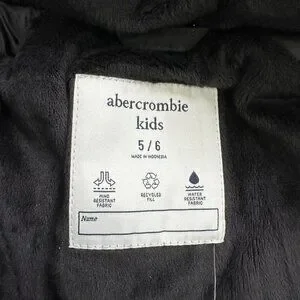 abercrombie
kids
5/6
MADE IN INDONESIA
WIND
RESISTANT
FABRIC
RECYCLED
FILL
WATER
RESISTANT
FABRIC
Name